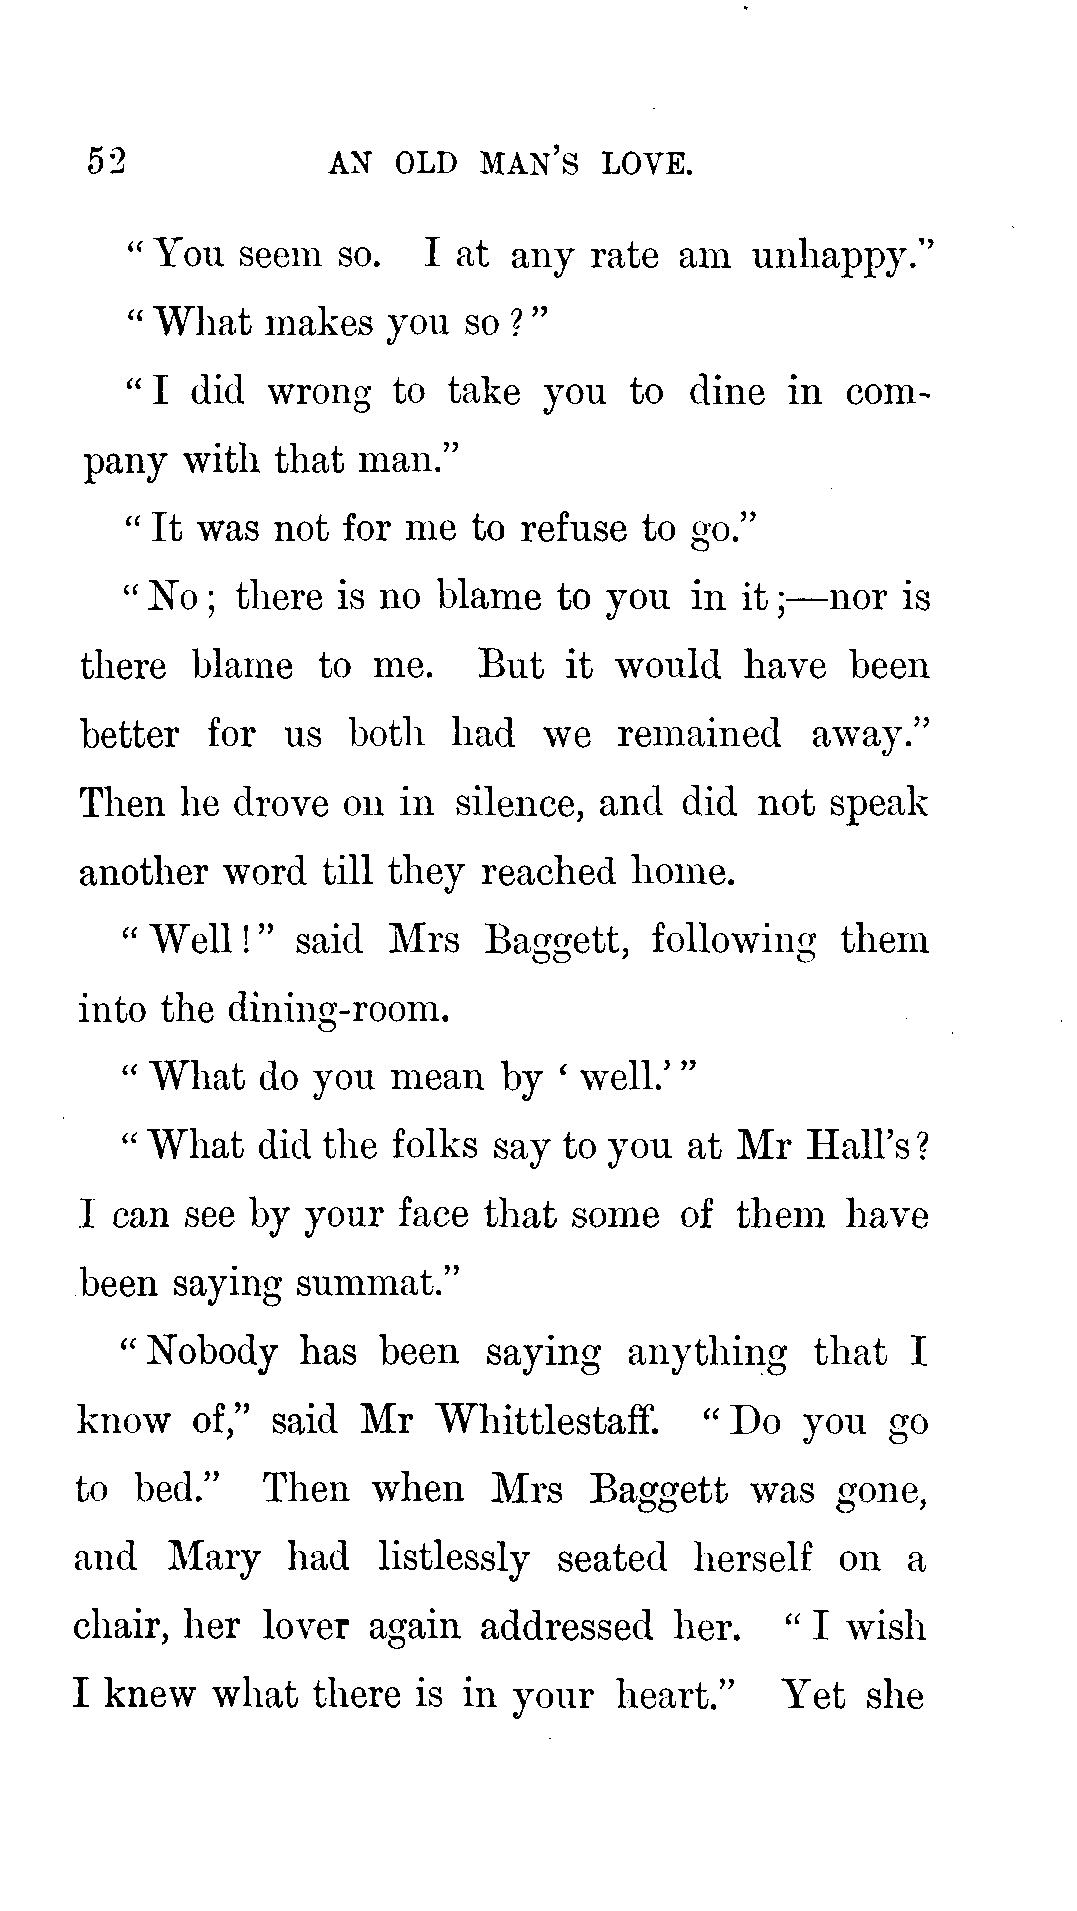 52 AN OLD MAN'S LOVE.
"You seem so. I at any rate am unhappy."
"What makes you so?"
"I did wrong to take you to dine in com-
pany with that man."
"It was not for me to refuse to go."
"No; there is no blame to you in it;—nor is
there blame to me. But it would have been
better for us both had we remained away."
Then he drove on in silence, and did not speak
another word till they reached home.
"Well!" said Mrs Baggett, following them
into the dining-room.
"What do you mean by 'well.'"
"What did the folks say to you at Mr Hall's?
I can see by your face that some of them have
been saying summat."
"Nobody has been saying anything that I
know of," said Mr Whittlestaff. "Do you go
to bed." Then when Mrs Baggett was gone,
and Mary had listlessly seated herself on a
chair, her lover again addressed her. "I wish
I knew what there is in your heart." Yet she